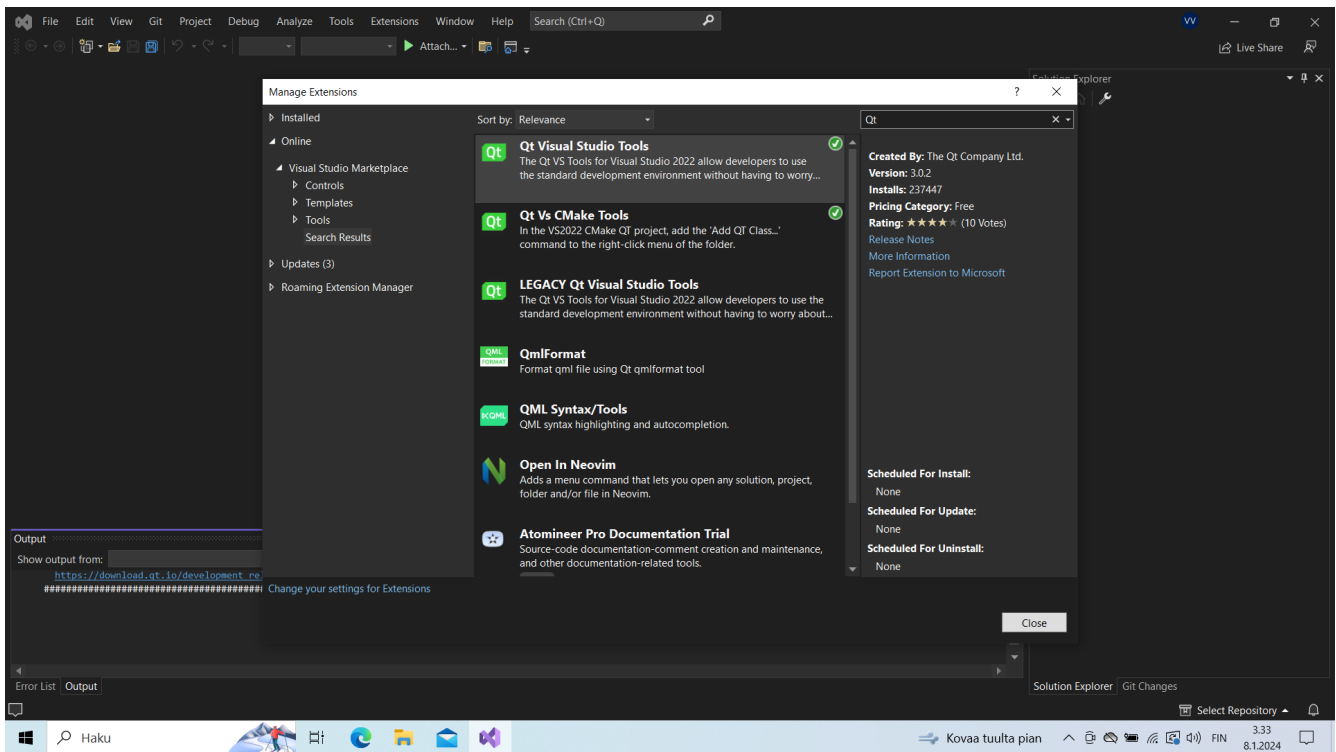 File Edit View Git Project Debug Analyze Tools Extensions Window Help Search (Ctrl+Q) VV
Attach... Live Share
Solution Explorer
Manage Extensions ?
Installed
Online
Visual Studio Marketplace
Controls
Templates
Tools
Search Results
Updates (3)
Roaming Extension Manager
Sort by: Relevance
Qt
Qt Visual Studio Tools
The Qt VS Tools for Visual Studio 2022 allow developers to use
the standard development environment without having to worry...
Qt
Qt Vs CMake Tools
In the VS2022 CMake QT project, add the 'Add QT Class...'
command to the right-click menu of the folder.
Qt
LEGACY Qt Visual Studio Tools
The Qt VS Tools for Visual Studio 2022 allow developers to use the
standard development environment without having to worry about...
QML
FORMAT
QmlFormat
Format qml file using Qt qmlformat tool
QML
QML Syntax/Tools
QML syntax highlighting and autocompletion.
Open In Neovim
Adds a menu command that lets you open any solution, project,
folder and/or file in Neovim.
Atomineer Pro Documentation Trial
Source-code documentation-comment creation and maintenance,
and other documentation-related tools.
Qt
Created By: The Qt Company Ltd.
Version: 3.0.2
Installs: 237447
Pricing Category: Free
Rating: (10 Votes)
Release Notes
More Information
Report Extension to Microsoft
Scheduled For Install:
None
Scheduled For Update:
None
Scheduled For Uninstall:
None
Change your settings for Extensions
Close
Output
Show output from:
https://download.qt.io/development_re
########################################
Error List Output
Solution Explorer Git Changes
Select Repository
Haku
Kovaa tuulta pian
FIN
3.33
8.1.2024